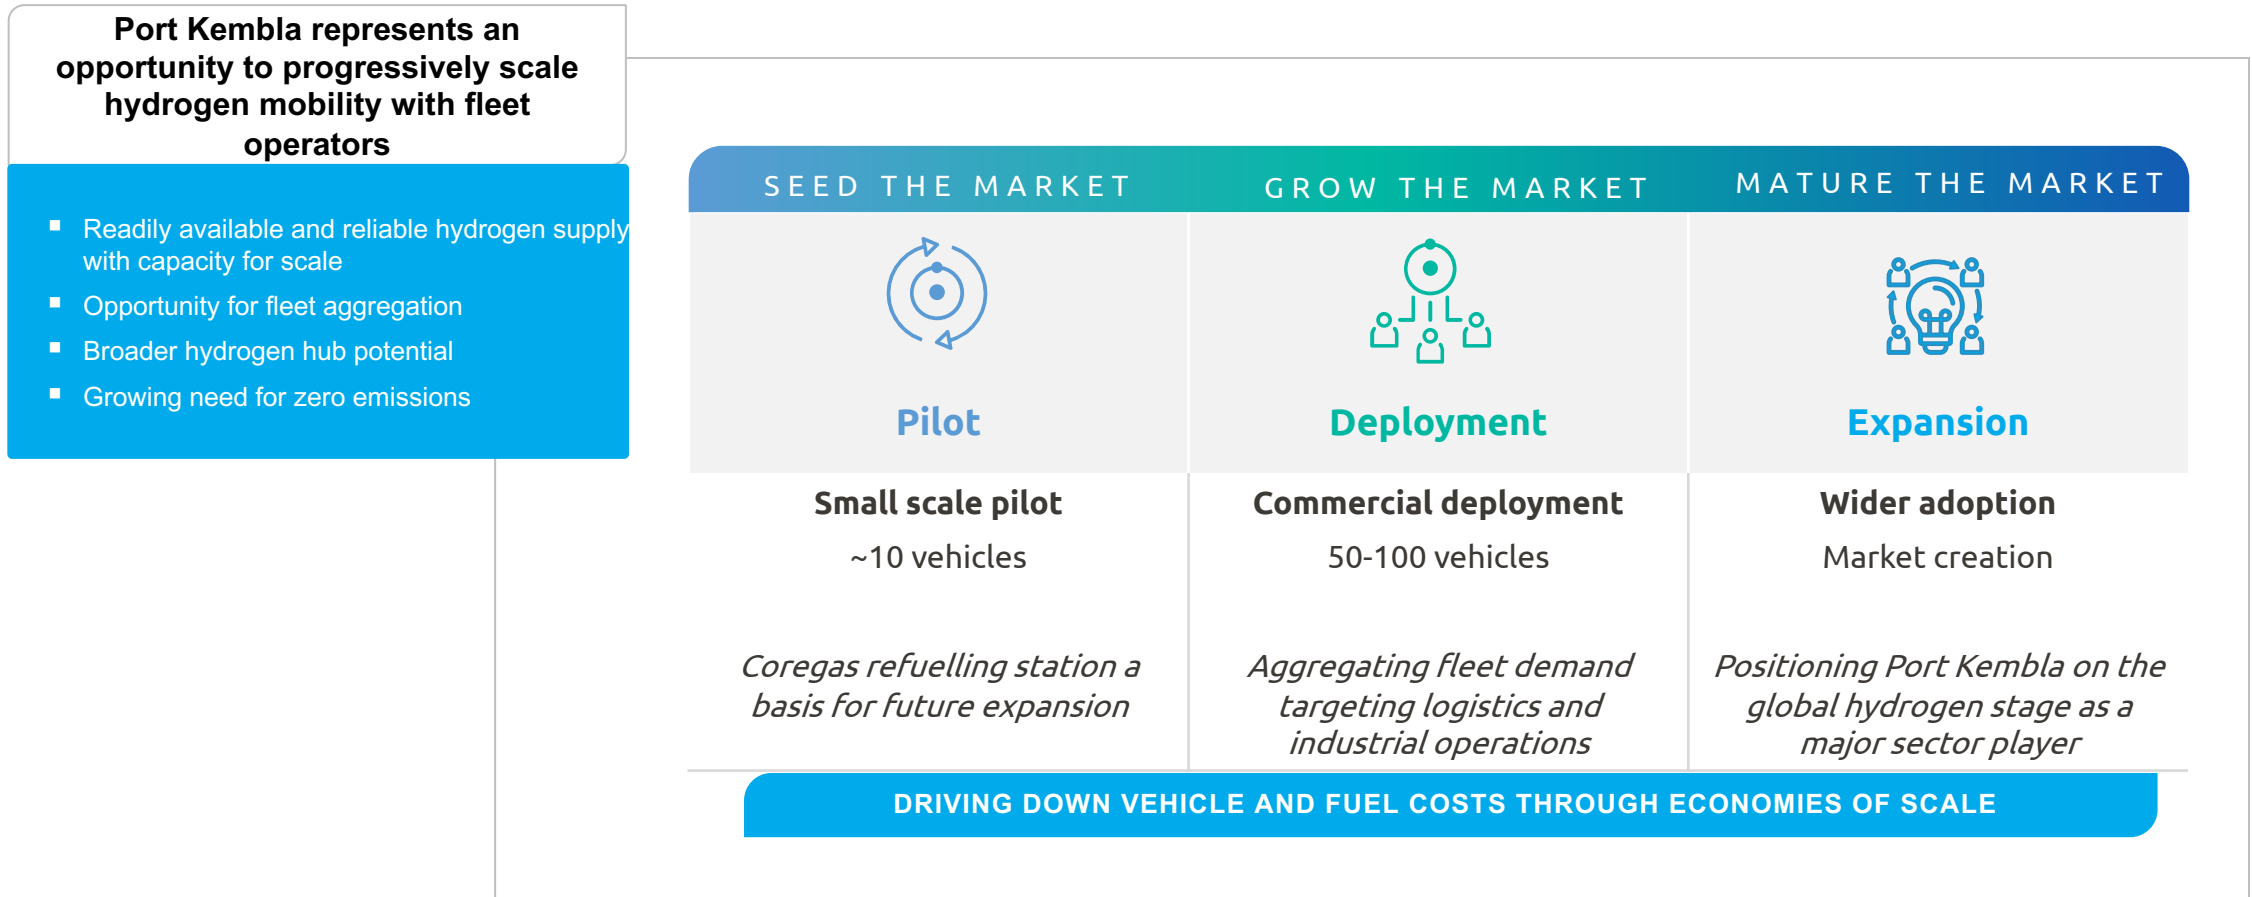 Port Kembla represents an
opportunity to progressively scale
hydrogen mobility with fleet
operators
▪ Readily available and reliable hydrogen supply
with capacity for scale
▪ Opportunity for fleet aggregation
▪ Broader hydrogen hub potential
▪ Growing need for zero emissions
SEED THE MARKET
GROW THE MARKET
MATURE THE MARKET
Pilot
Deployment
Expansion
Small scale pilot
~10 vehicles
Coregas refuelling station a
basis for future expansion
Commercial deployment
50-100 vehicles
Aggregating fleet demand
targeting logistics and
industrial operations
Wider adoption
Market creation
Positioning Port Kembla on the
global hydrogen stage as a
major sector player
DRIVING DOWN VEHICLE AND FUEL COSTS THROUGH ECONOMIES OF SCALE